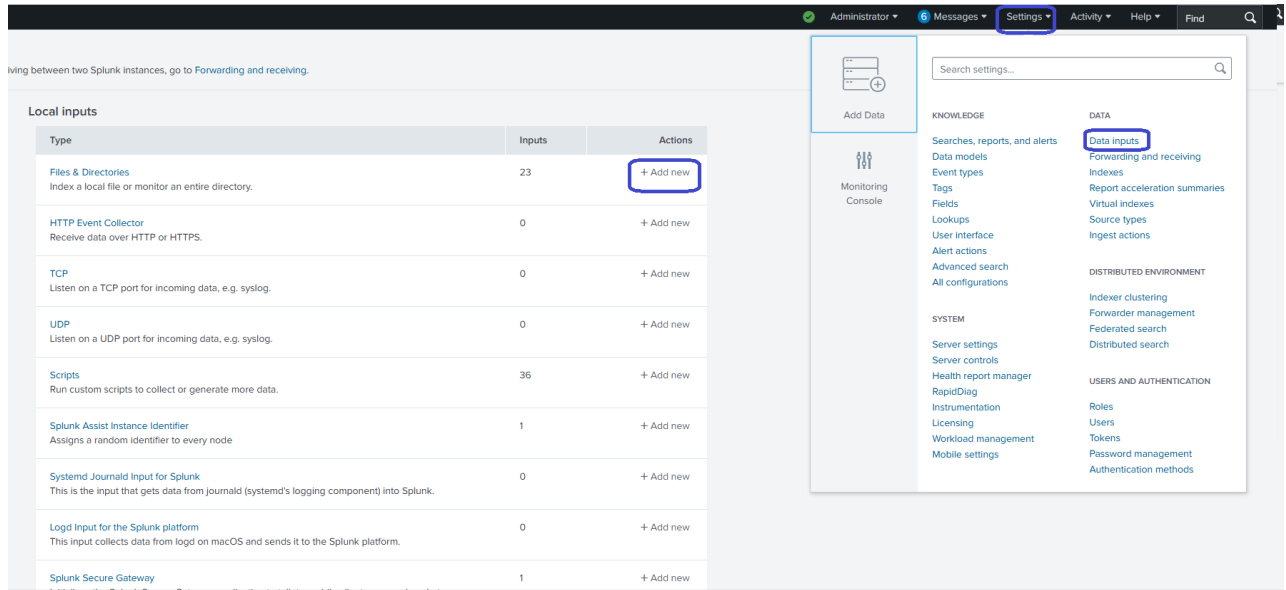 Administrator
6 Messages
Settings
Activity
Help
Find
iving between two Splunk instances, go to Forwarding and receiving.
Local inputs
Type Inputs Actions
Files & Directories 23 + Add new
Index a local file or monitor an entire directory.
HTTP Event Collector 0 + Add new
Receive data over HTTP or HTTPS.
TCP 0 + Add new
Listen on a TCP port for incoming data, e.g. syslog.
UDP 0 + Add new
Listen on a UDP port for incoming data, e.g. syslog.
Scripts 36 + Add new
Run custom scripts to collect or generate more data.
Splunk Assist Instance Identifier 1 + Add new
Assigns a random identifier to every node
Systemd Journald Input for Splunk 0 + Add new
This is the input that gets data from journald (systemd's logging component) into Splunk.
Logd Input for the Splunk platform 0 + Add new
This input collects data from logd on macOS and sends it to the Splunk platform.
Splunk Secure Gateway 1 + Add new
Add Data
Monitoring
Console
Search settings...
KNOWLEDGE
Searches, reports, and alerts
Data models
Event types
Tags
Fields
Lookups
User interface
Alert actions
Advanced search
All configurations
SYSTEM
Server settings
Server controls
Health report manager
RapidDiag
Instrumentation
Licensing
Workload management
Mobile settings
DATA
Data inputs
Forwarding and receiving
Indexes
Report acceleration summaries
Virtual indexes
Source types
Ingest actions
DISTRIBUTED ENVIRONMENT
Indexer clustering
Forwarder management
Federated search
Distributed search
USERS AND AUTHENTICATION
Roles
Users
Tokens
Password management
Authentication methods